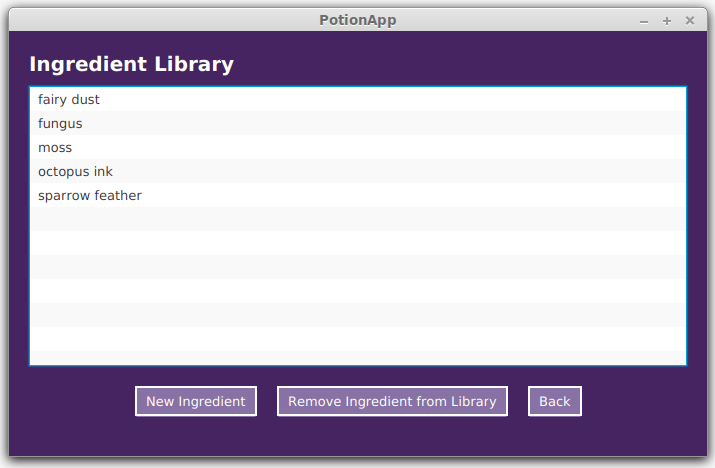 PotionApp
Ingredient Library
fairy dust
fungus
moss
octopus ink
sparrow feather
New Ingredient Remove Ingredient from Library Back